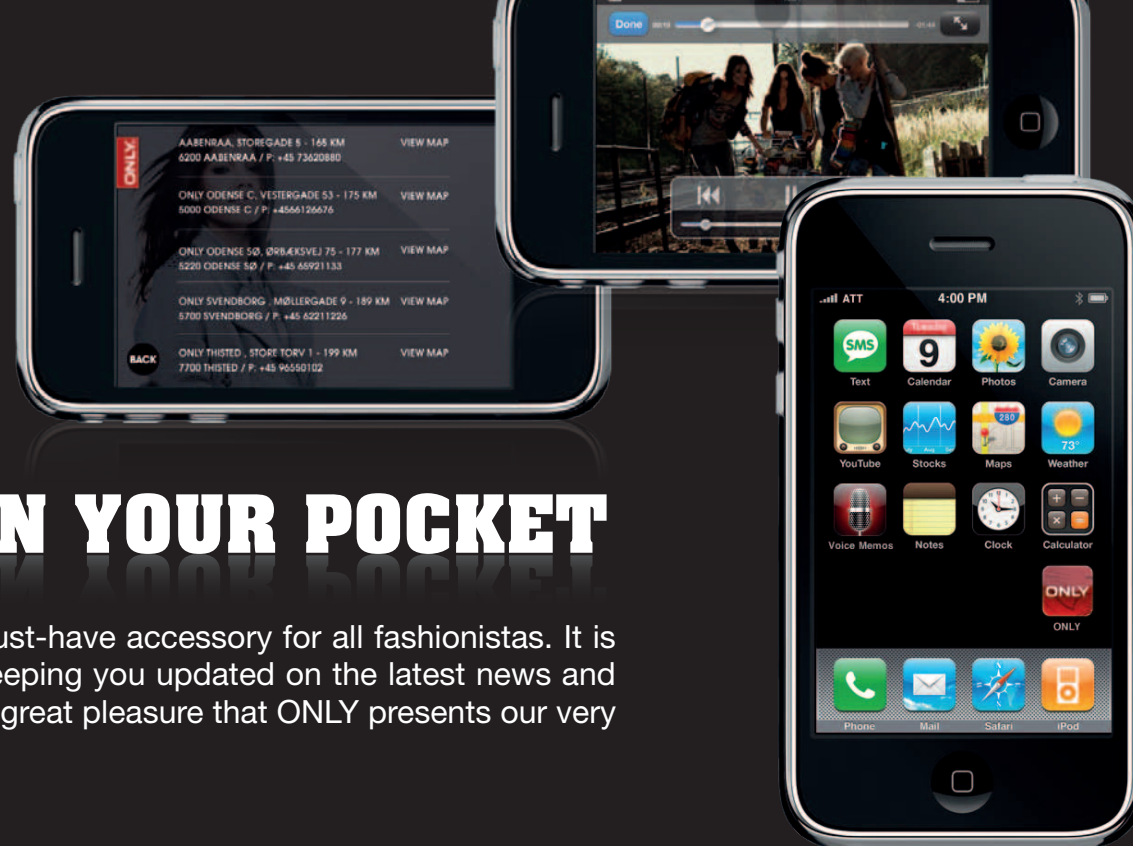 Done
00:10
01:44
ONLY
AABENRAA, STOREGADE 5 - 165 KM VIEW MAP
6200 AABENRAA / P: +45 73620880
ONLY ODENSE C, VESTERGADE 53 - 175 KM VIEW MAP
5000 ODENSE C / P: +4566126676
ONLY ODENSE SØ, ØRBÆKSVEJ 75 - 177 KM VIEW MAP
5220 ODENSE SØ / P: +45 65921133
ONLY SVENDBORG , MØLLERGADE 9 - 189 KM VIEW MAP
5700 SVENDBORG / P: +45 62211226
BACK
ONLY THISTED , STORE TORV 1 - 199 KM VIEW MAP
7700 THISTED / P: +45 96550102
ATT 4:00 PM
SMS Tuesday 9 280 73°
Text Calendar Photos Camera
YouTube Stocks Maps Weather
Voice Memos Notes Clock Calculator
ONLY
ONLY
Phone Mail Safari iPod
N YOUR POCKET
ust-have accessory for all fashionistas. It is
eeping you updated on the latest news and
great pleasure that ONLY presents our very